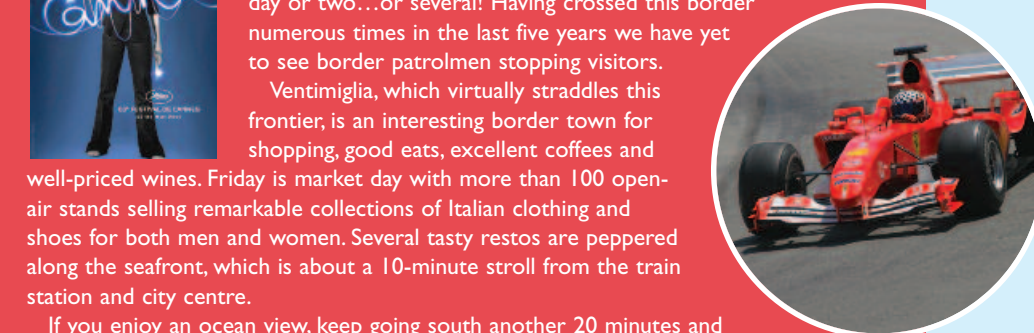 Cannes
63e FESTIVAL DE CANNES
day or two…or several! Having crossed this border
numerous times in the last five years we have yet
to see border patrolmen stopping visitors.
Ventimiglia, which virtually straddles this
frontier, is an interesting border town for
shopping, good eats, excellent coffees and
well-priced wines. Friday is market day with more than 100 open-
air stands selling remarkable collections of Italian clothing and
shoes for both men and women. Several tasty restos are peppered
along the seafront, which is about a 10-minute stroll from the train
station and city centre.
If you enjoy an ocean view, keep going south another 20 minutes and